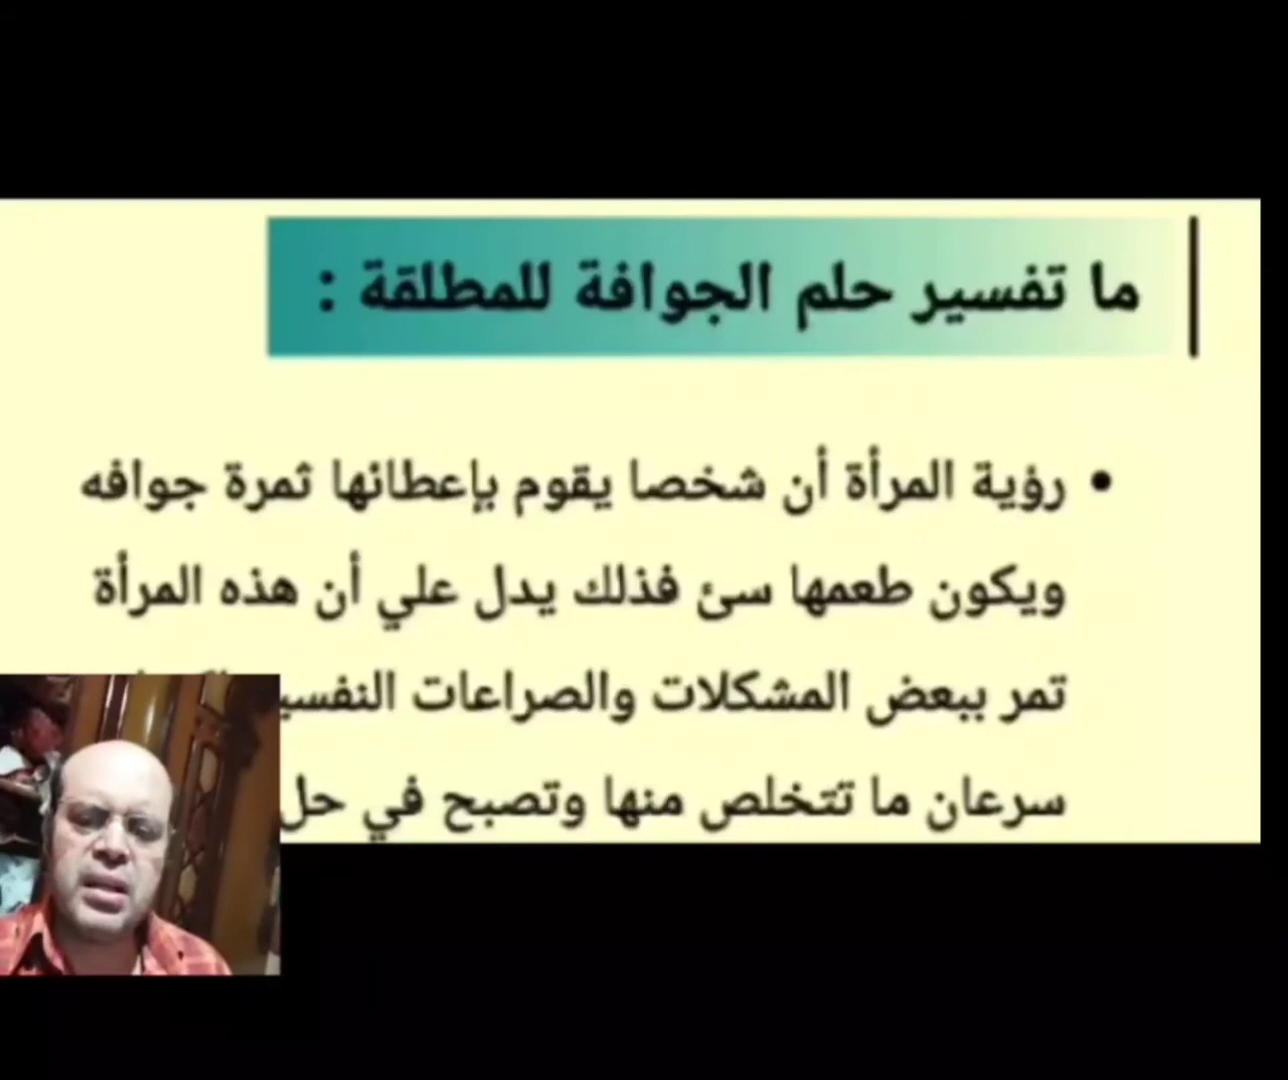 ما تفسير حلم الجوافة للمطلقة :
• رؤية المرأة أن شخصا يقوم بإعطائها ثمرة جوافه
ويكون طعمها سئ فذلك يدل علي أن هذه المرأة
تمر ببعض المشكلات والصراعات
سرعان ما تتخلص منها وتصبح في